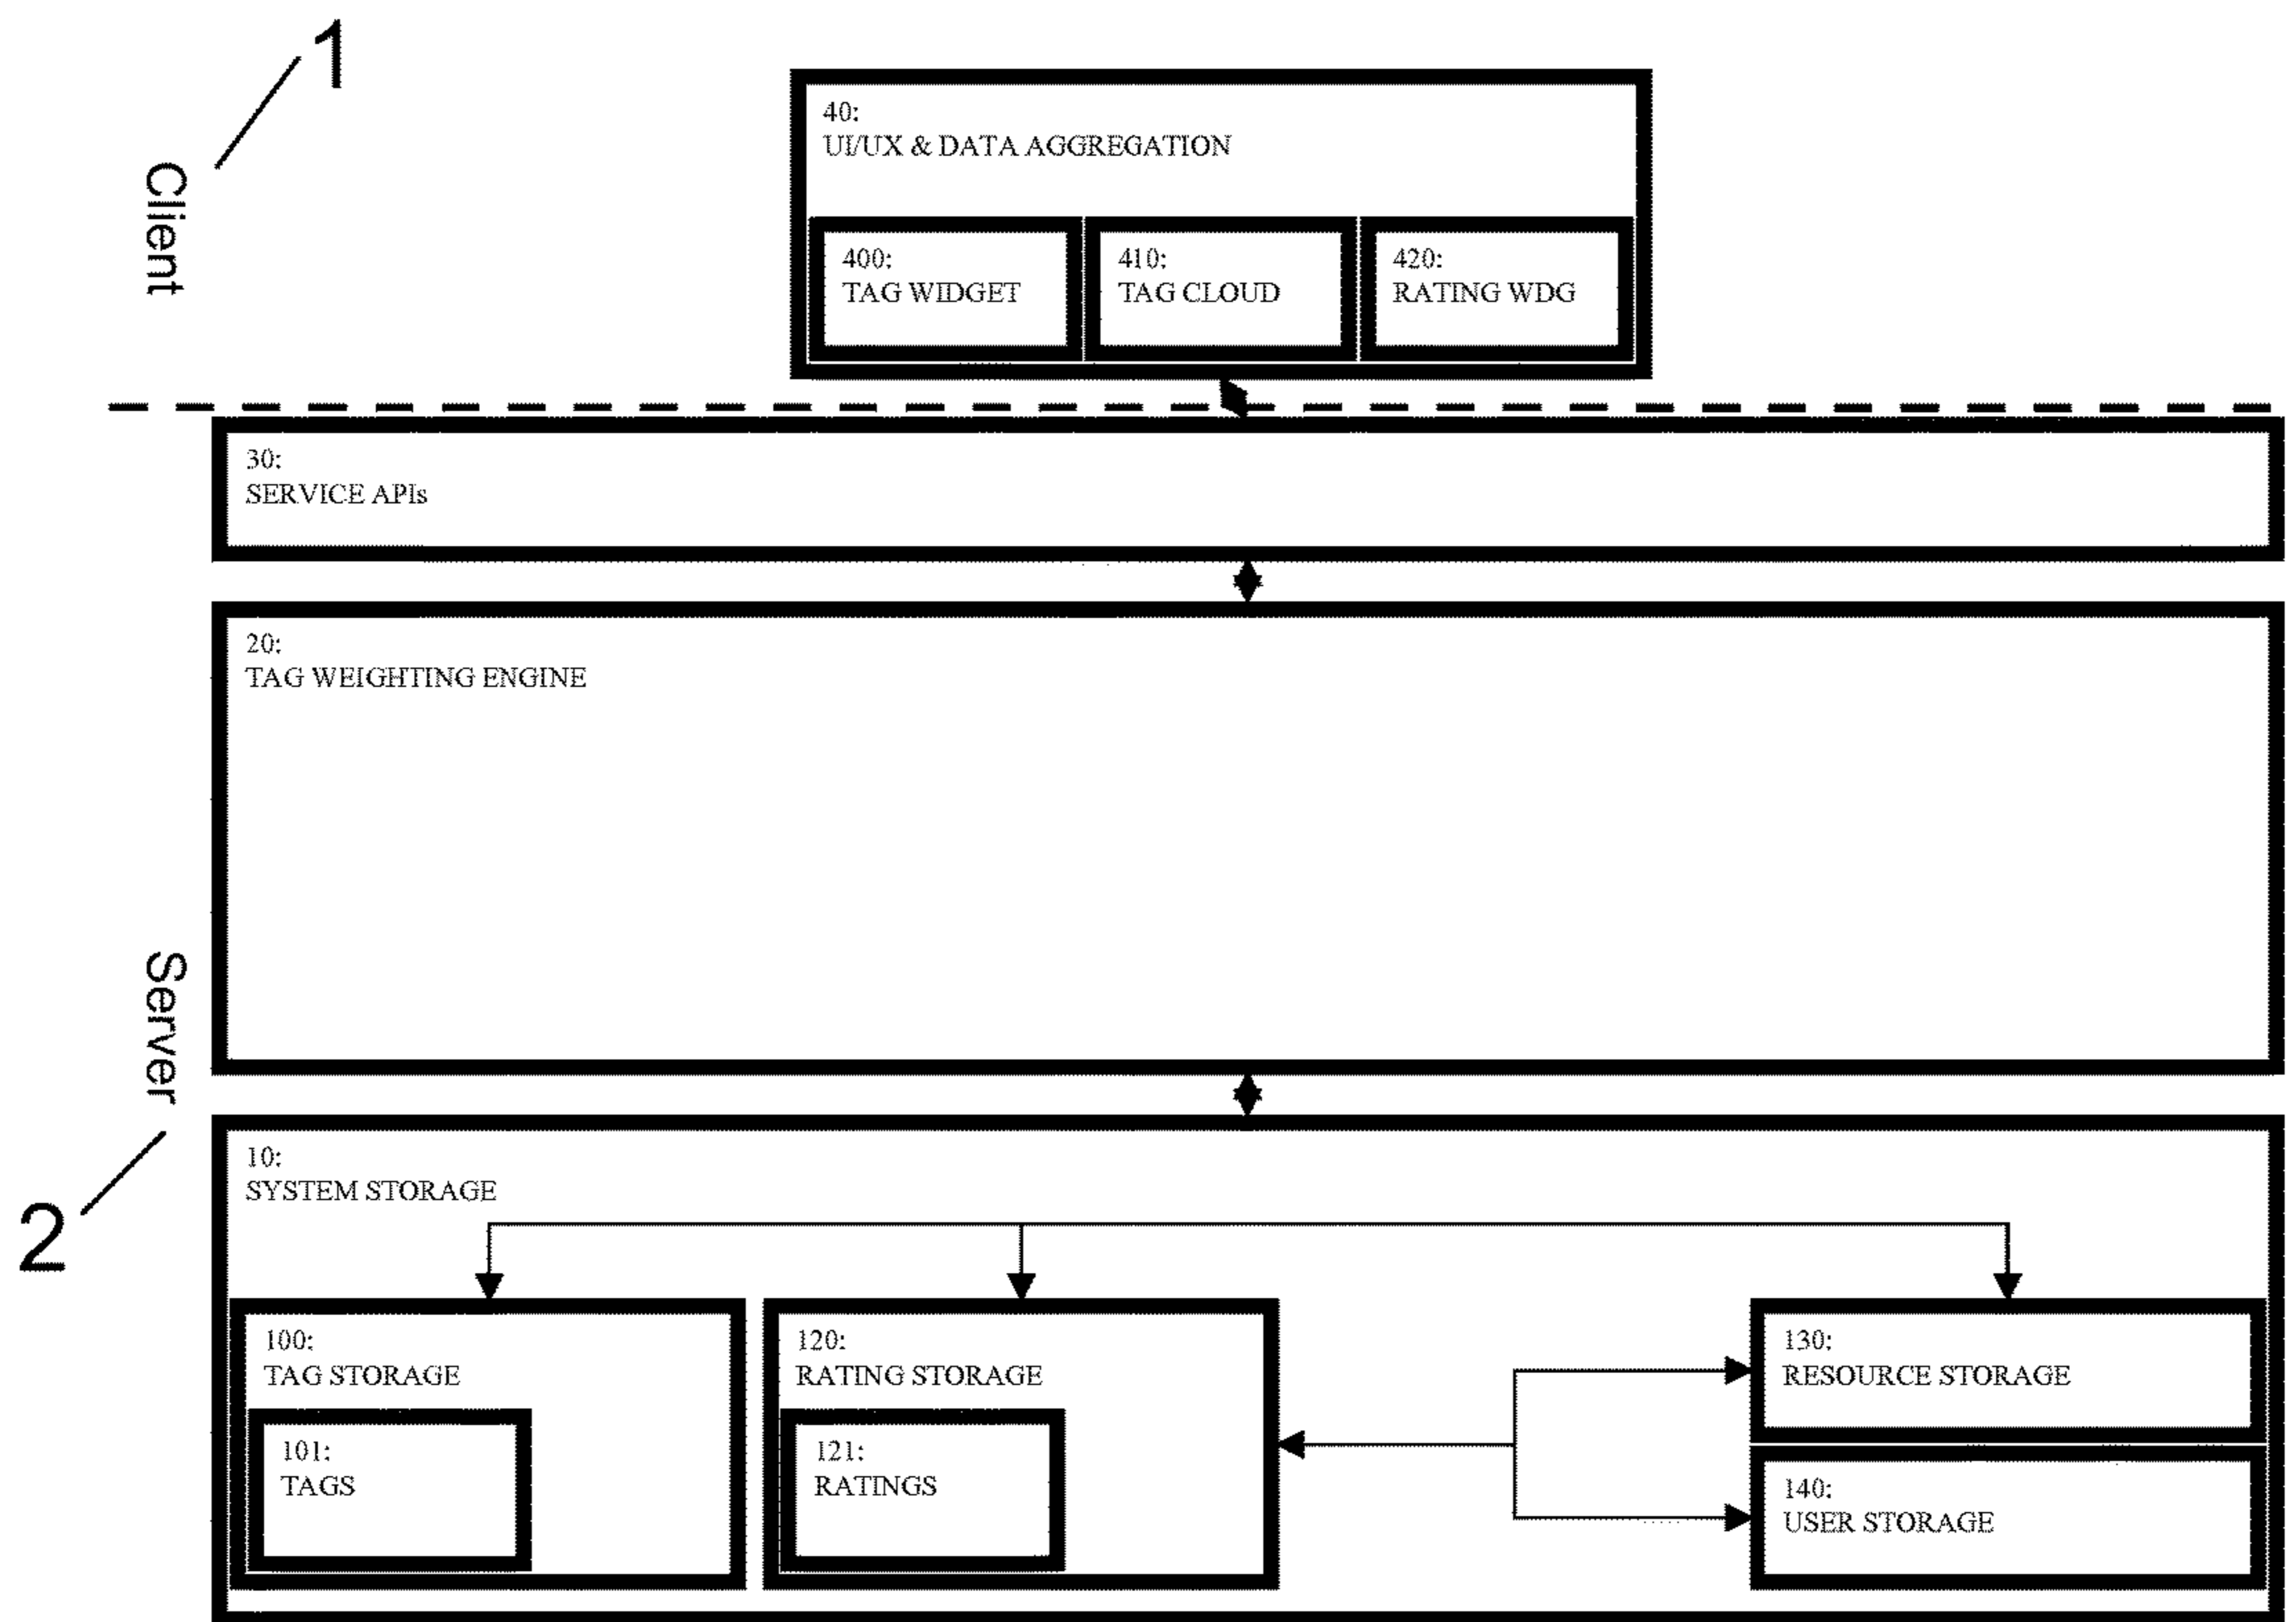 1
Client
40:
UI/UX & DATA AGGREGATION
400:
TAG WIDGET
410:
TAG CLOUD
420:
RATING WDG
30:
SERVICE APIs
20:
TAG WEIGHTING ENGINE
Server
2
10:
SYSTEM STORAGE
100:
TAG STORAGE
101:
TAGS
120:
RATING STORAGE
121:
RATINGS
130:
RESOURCE STORAGE
140:
USER STORAGE